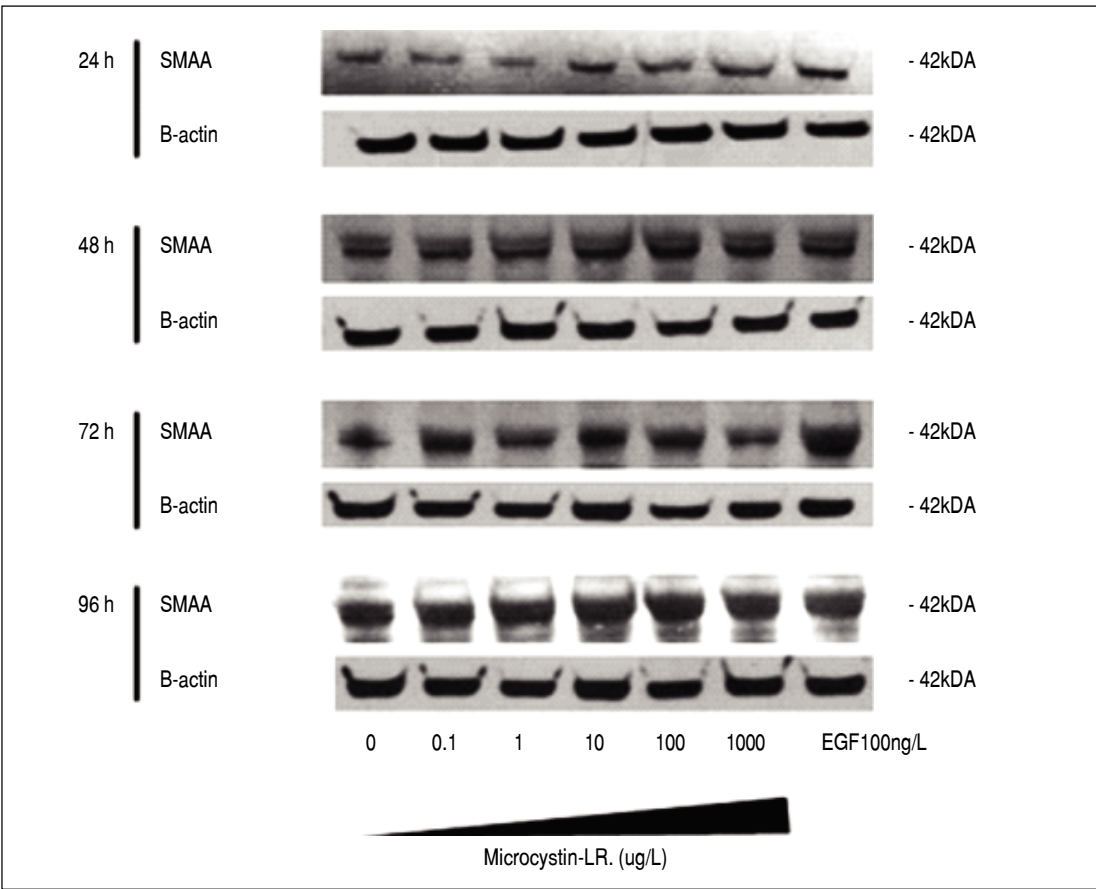 24 h SMAA - 42kDA
B-actin - 42kDA
48 h SMAA - 42kDA
B-actin - 42kDA
72 h SMAA - 42kDA
B-actin - 42kDA
96 h SMAA - 42kDA
B-actin - 42kDA
0 0.1 1 10 100 1000 EGF100ng/L
Microcystin-LR. (ug/L)